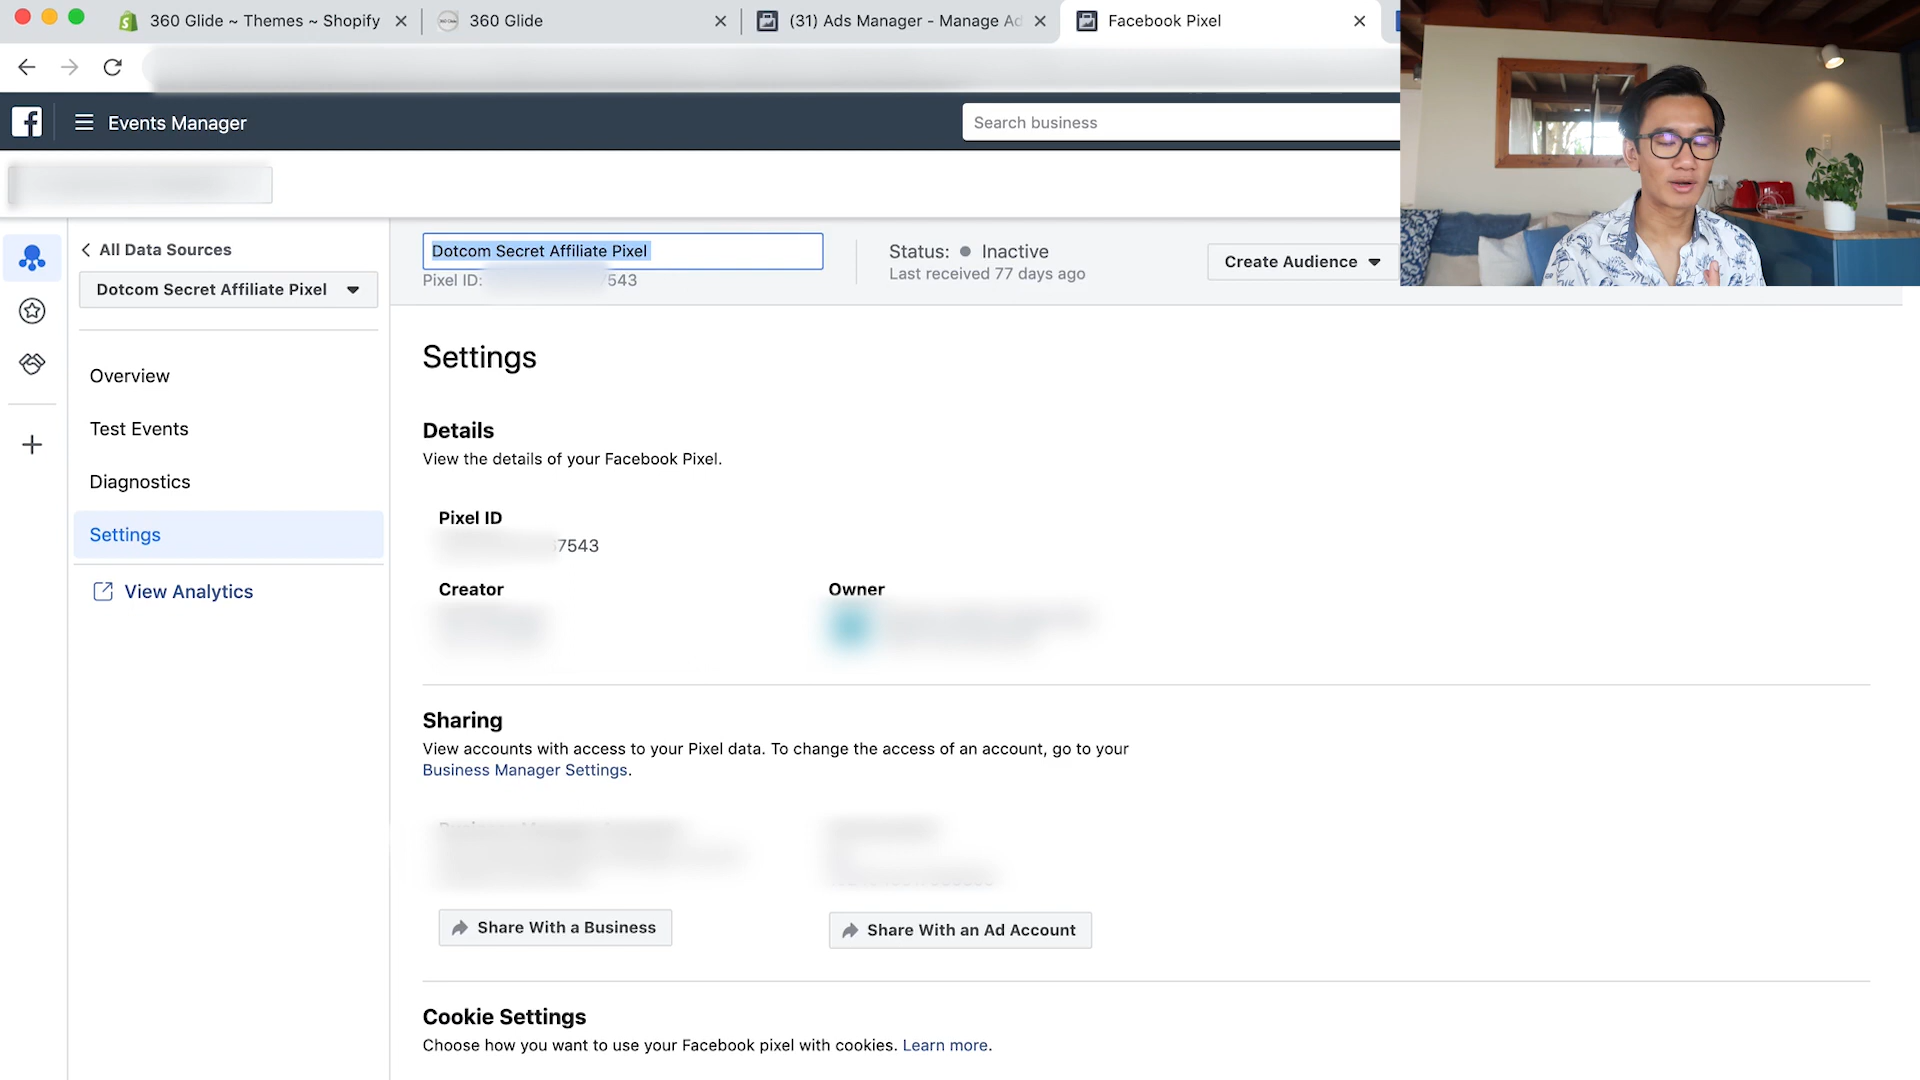 360 Glide ~ Themes ~ Shopify
360 Glide
(31) Ads Manager - Manage Ad
Facebook Pixel
Events Manager
Search business
All Data Sources
Dotcom Secret Affiliate Pixel
Overview
Test Events
Diagnostics
Settings
View Analytics
Dotcom Secret Affiliate Pixel
Pixel ID: 543
Status: Inactive
Last received 77 days ago
Create Audience
Settings
Details
View the details of your Facebook Pixel.
Pixel ID
7543
Creator
Owner
Sharing
View accounts with access to your Pixel data. To change the access of an account, go to your
Business Manager Settings.
Share With a Business
Share With an Ad Account
Cookie Settings
Choose how you want to use your Facebook pixel with cookies. Learn more.